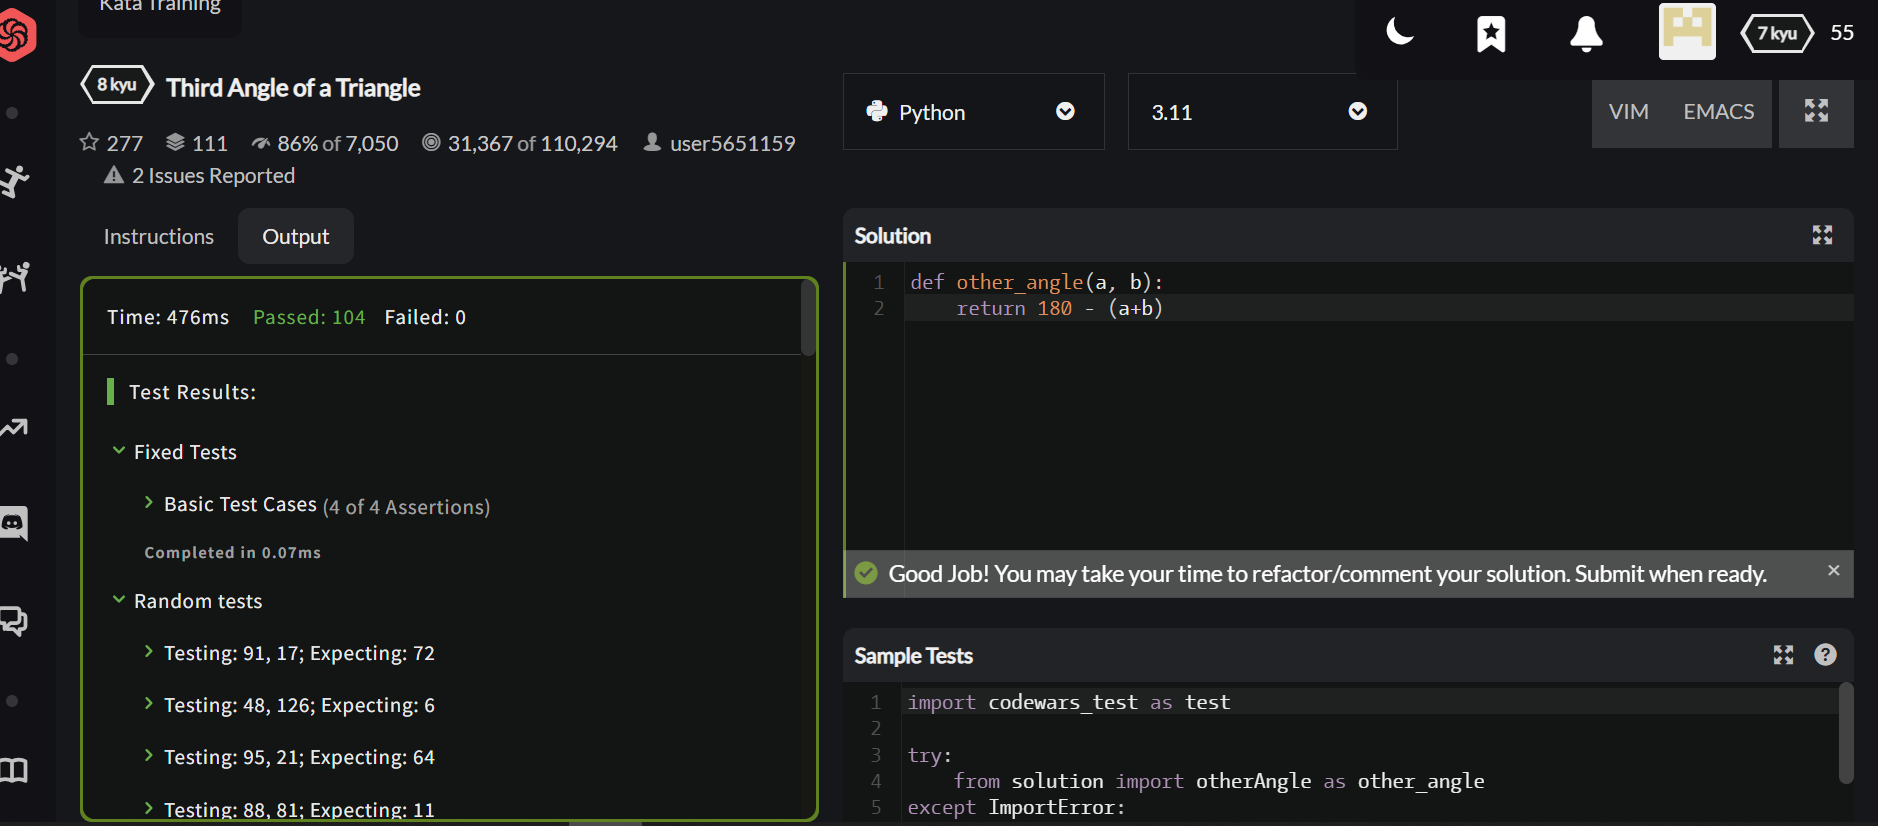 Kata Training
7 kyu 55
8 kyu Third Angle of a Triangle
277 111 86% of 7,050 31,367 of 110,294 user5651159
2 Issues Reported
Python 3.11 VIM EMACS
Instructions Output
Time: 476ms Passed: 104 Failed: 0
Test Results:
Fixed Tests
Basic Test Cases (4 of 4 Assertions)
Completed in 0.07ms
Random tests
Testing: 91, 17; Expecting: 72
Testing: 48, 126; Expecting: 6
Testing: 95, 21; Expecting: 64
Testing: 88, 81; Expecting: 11
Solution
1 def other_angle(a, b):
2     return 180 - (a+b)
Good Job! You may take your time to refactor/comment your solution. Submit when ready. ×
Sample Tests ?
1 import codewars_test as test
2
3 try:
4     from solution import otherAngle as other_angle
5 except ImportError: